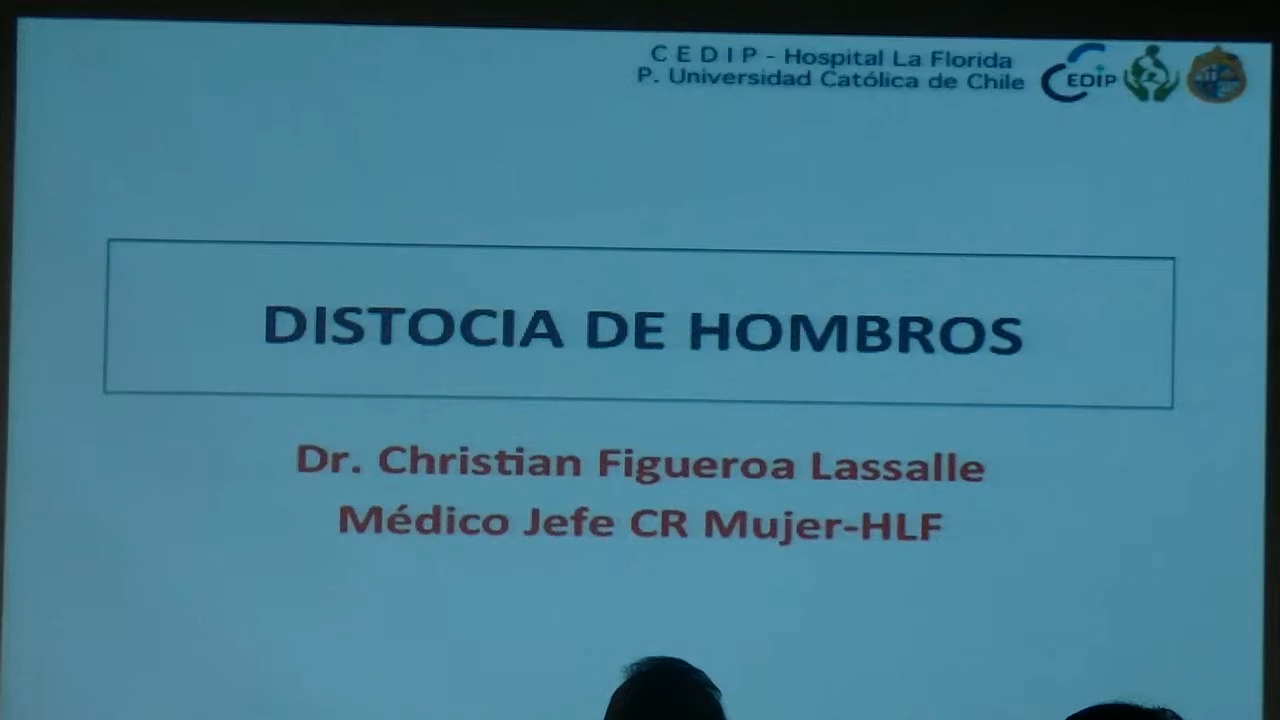 C E D I P - Hospital La Florida
P. Universidad Católica de Chile
CEDIP
DISTOCIA DE HOMBROS
Dr. Christian Figueroa Lassalle
Médico Jefe CR Mujer-HLF